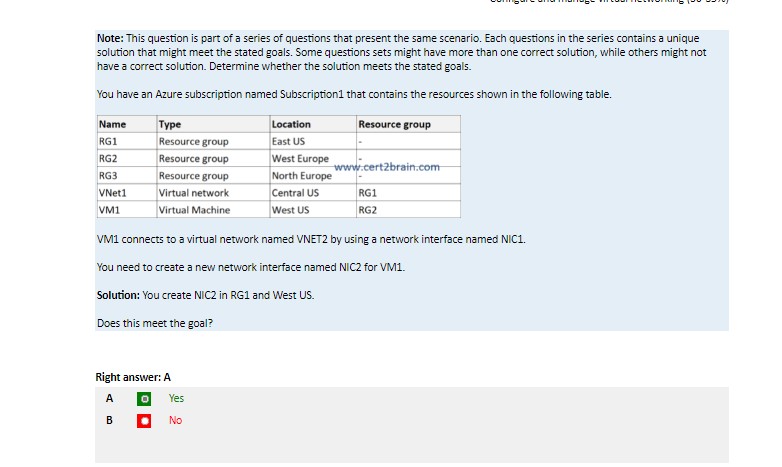 Note: This question is part of a series of questions that present the same scenario. Each questions in the series contains a unique
solution that might meet the stated goals. Some questions sets might have more than one correct solution, while others might not
have a correct solution. Determine whether the solution meets the stated goals.
You have an Azure subscription named Subscription1 that contains the resources shown in the following table.
Name Type Location Resource group
RG1 Resource group East US -
RG2 Resource group West Europe -
www.cert2brain.com
RG3 Resource group North Europe -
VNet1 Virtual network Central US RG1
VM1 Virtual Machine West US RG2
VM1 connects to a virtual network named VNET2 by using a network interface named NIC1.
You need to create a new network interface named NIC2 for VM1.
Solution: You create NIC2 in RG1 and West US.
Does this meet the goal?
Right answer: A
A Yes
B No